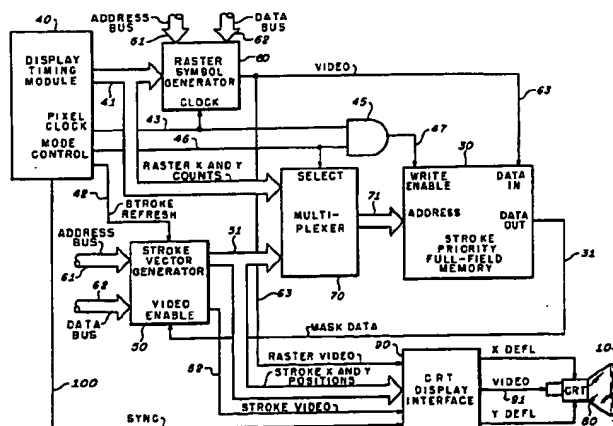 40
ADDRESS BUS
61
DATA BUS
62
60
DISPLAY TIMING MODULE
41
RASTER SYMBOL GENERATOR
CLOCK
VIDEO
63
PIXEL CLOCK
43
45
47
MODE CONTROL
46
30
42
RASTER X AND Y COUNTS
SELECT
WRITE ENABLE
DATA IN
STROKE REFRESH
MULTI-PLEXER
71
ADDRESS
DATA OUT
ADDRESS BUS
61
STROKE VECTOR GENERATOR
51
STROKE PRIORITY FULL-FIELD MEMORY
31
62
DATA BUS
VIDEO ENABLE
50
63
70
MASK DATA
90
RASTER VIDEO
STROKE X AND Y POSITIONS
CRT DISPLAY INTERFACE
X DEFL
VIDEO
91
CRT
Y DEFL
80
100
STROKE VIDEO
SYNC